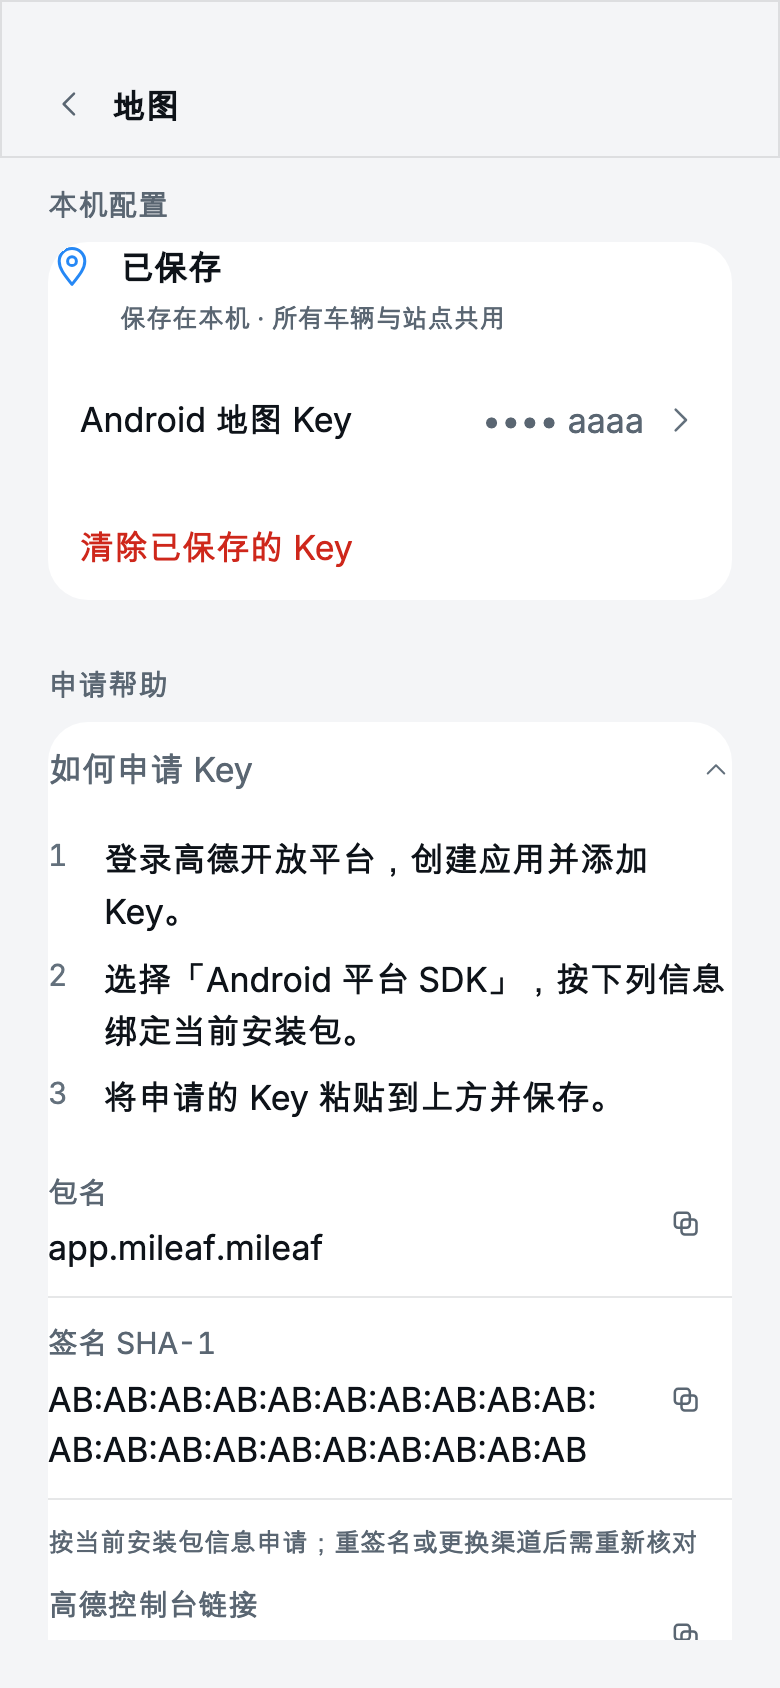 地图
本机配置
已保存
保存在本机 · 所有车辆与站点共用
Android 地图 Key •••• aaaa
清除已保存的 Key
申请帮助
如何申请 Key
1 登录高德开放平台，创建应用并添加
Key。
2 选择「Android 平台 SDK」，按下列信息
绑定当前安装包。
3 将申请的 Key 粘贴到上方并保存。
包名
app.mileaf.mileaf
签名 SHA-1
AB:AB:AB:AB:AB:AB:AB:AB:AB:AB:
AB:AB:AB:AB:AB:AB:AB:AB:AB:AB
按当前安装包信息申请；重签名或更换渠道后需重新核对
高德控制台链接